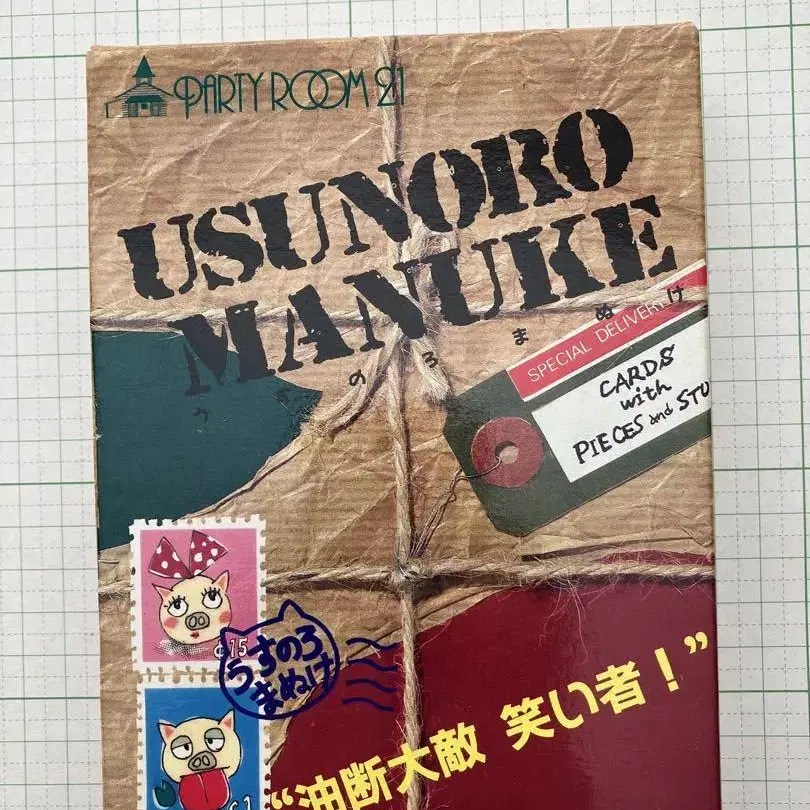 PARTY ROOM 21
USUNORO
MANUKE
うすのろまぬけ
SPECIAL DELIVERY
CARDS
with
PIECES and STU
¢15
うすのろ
まぬけ
“油断大敵 笑い者！”